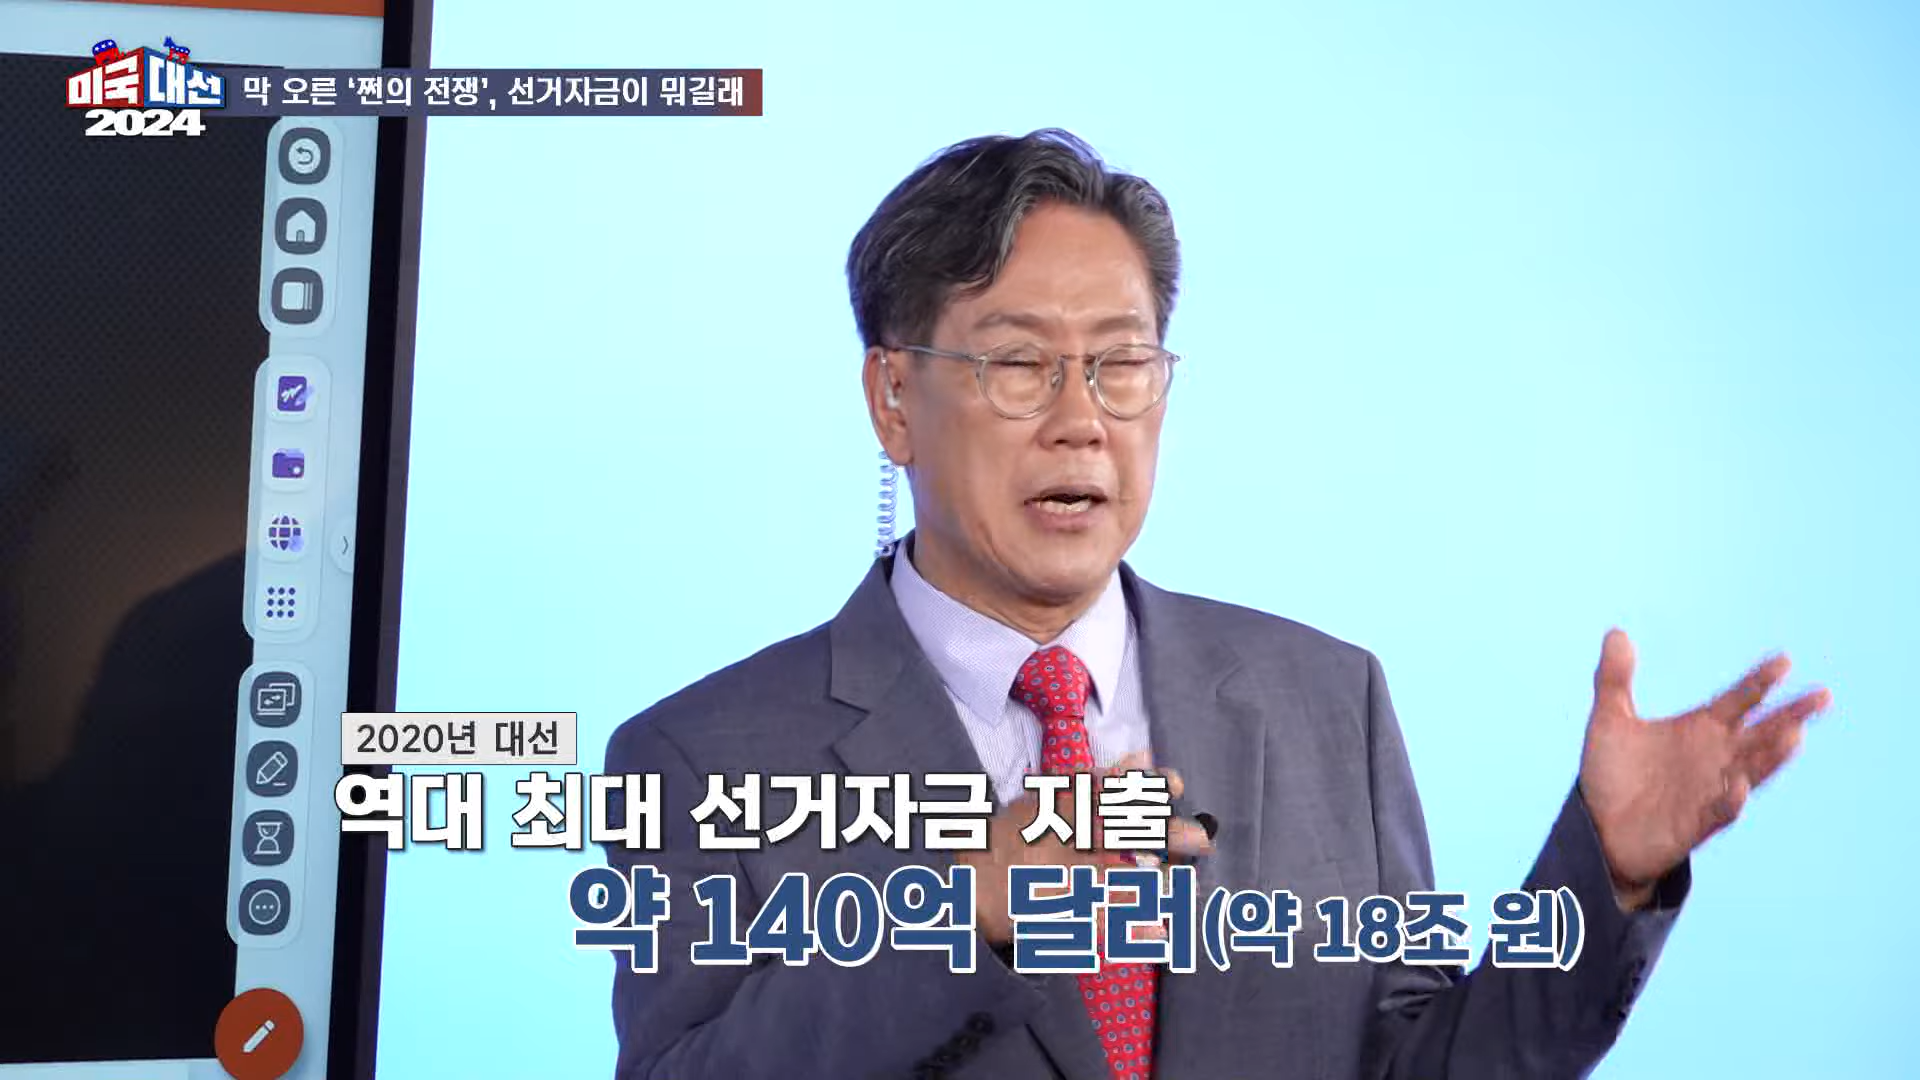 미국 대선
2024
막 오른 ‘쩐의 전쟁’, 선거자금이 뭐길래
2020년 대선
역대 최대 선거자금 지출
약 140억 달러(약 18조 원)